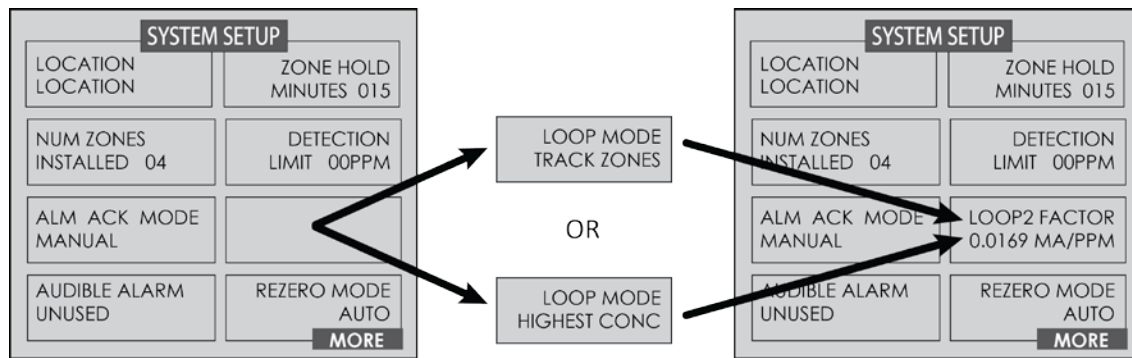 SYSTEM SETUP
LOCATION
LOCATION
ZONE HOLD
MINUTES 015
NUM ZONES
INSTALLED 04
DETECTION
LIMIT 00PPM
ALM ACK MODE
MANUAL
AUDIBLE ALARM
UNUSED
REZERO MODE
AUTO
MORE
LOOP MODE
TRACK ZONES
OR
LOOP MODE
HIGHEST CONC
SYSTEM SETUP
LOCATION
LOCATION
ZONE HOLD
MINUTES 015
NUM ZONES
INSTALLED 04
DETECTION
LIMIT 00PPM
ALM ACK MODE
MANUAL
LOOP2 FACTOR
0.0169 MA/PPM
AUDIBLE ALARM
UNUSED
REZERO MODE
AUTO
MORE